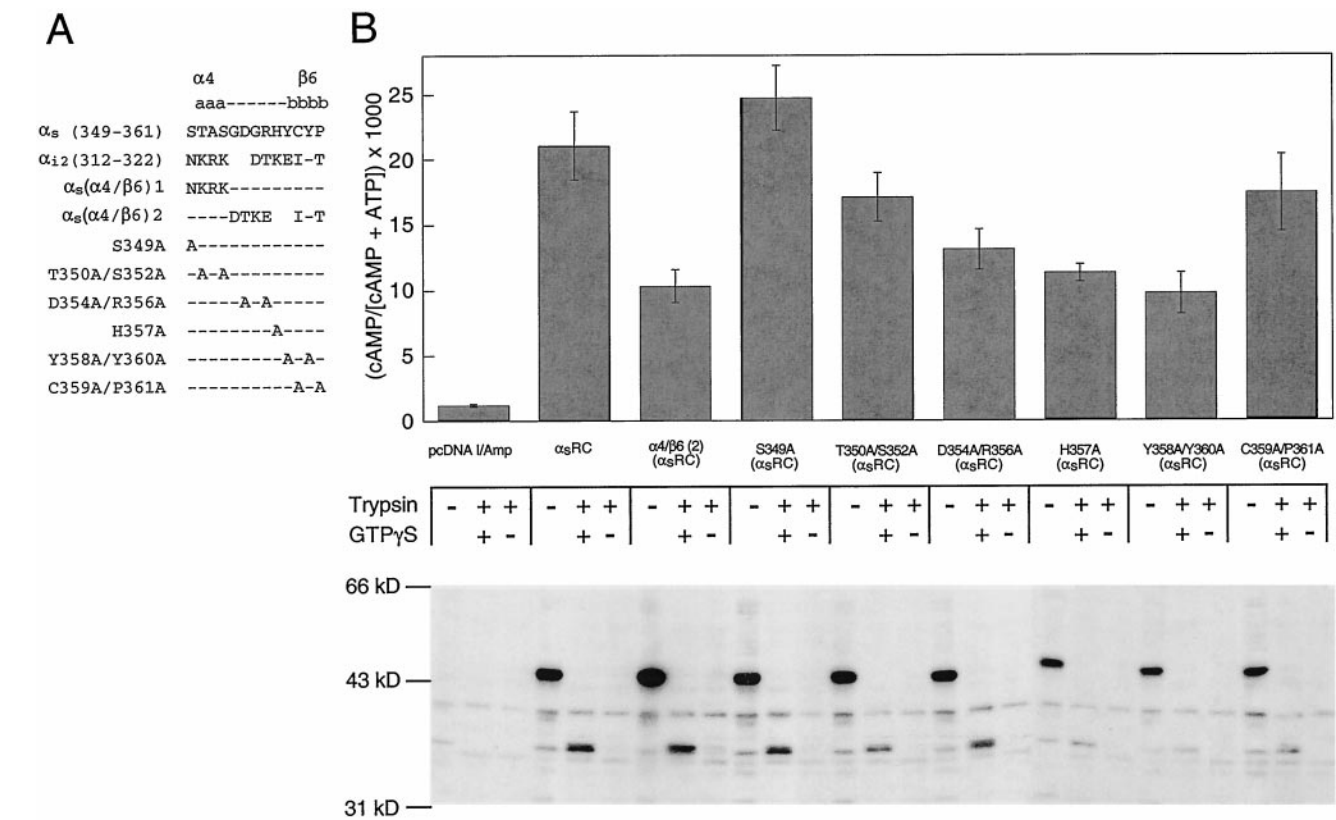 A
α4 β6
aaa------bbbb
αs (349-361) STASGDGRHYCYP
αi2(312-322) NKRK DTKEI-T
αs(α4/β6)1 NKRK---------
αs(α4/β6)2 ----DTKE I-T
S349A A------------
T350A/S352A -A-A---------
D354A/R356A -----A-A-----
H357A --------A----
Y358A/Y360A ---------A-A-
C359A/P361A ----------A-A
B
(cAMP/[cAMP + ATP]) x 1000
25
20
15
10
5
0
pcDNA I/Amp αsRC α4/β6 (2) S349A T350A/S352A D354A/R356A H357A Y358A/Y360A C359A/P361A
(αsRC) (αsRC) (αsRC) (αsRC) (αsRC) (αsRC) (αsRC)
Trypsin - + + - + + - + + - + + - + + - + + - + + - + + - + +
GTPγS + - + - + - + - + - + - + - + - + -
66 kD
43 kD
31 kD